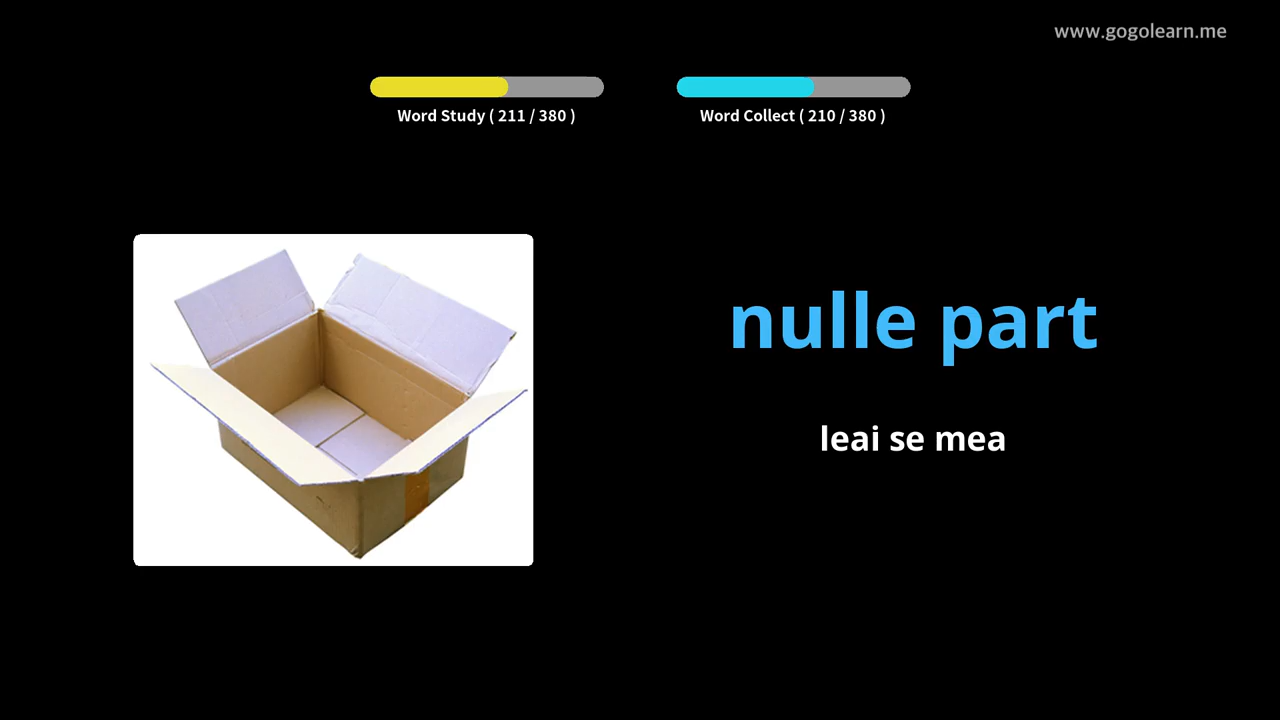 www.gogolearn.me
Word Study ( 211 / 380 )
Word Collect ( 210 / 380 )
nulle part
leai se mea